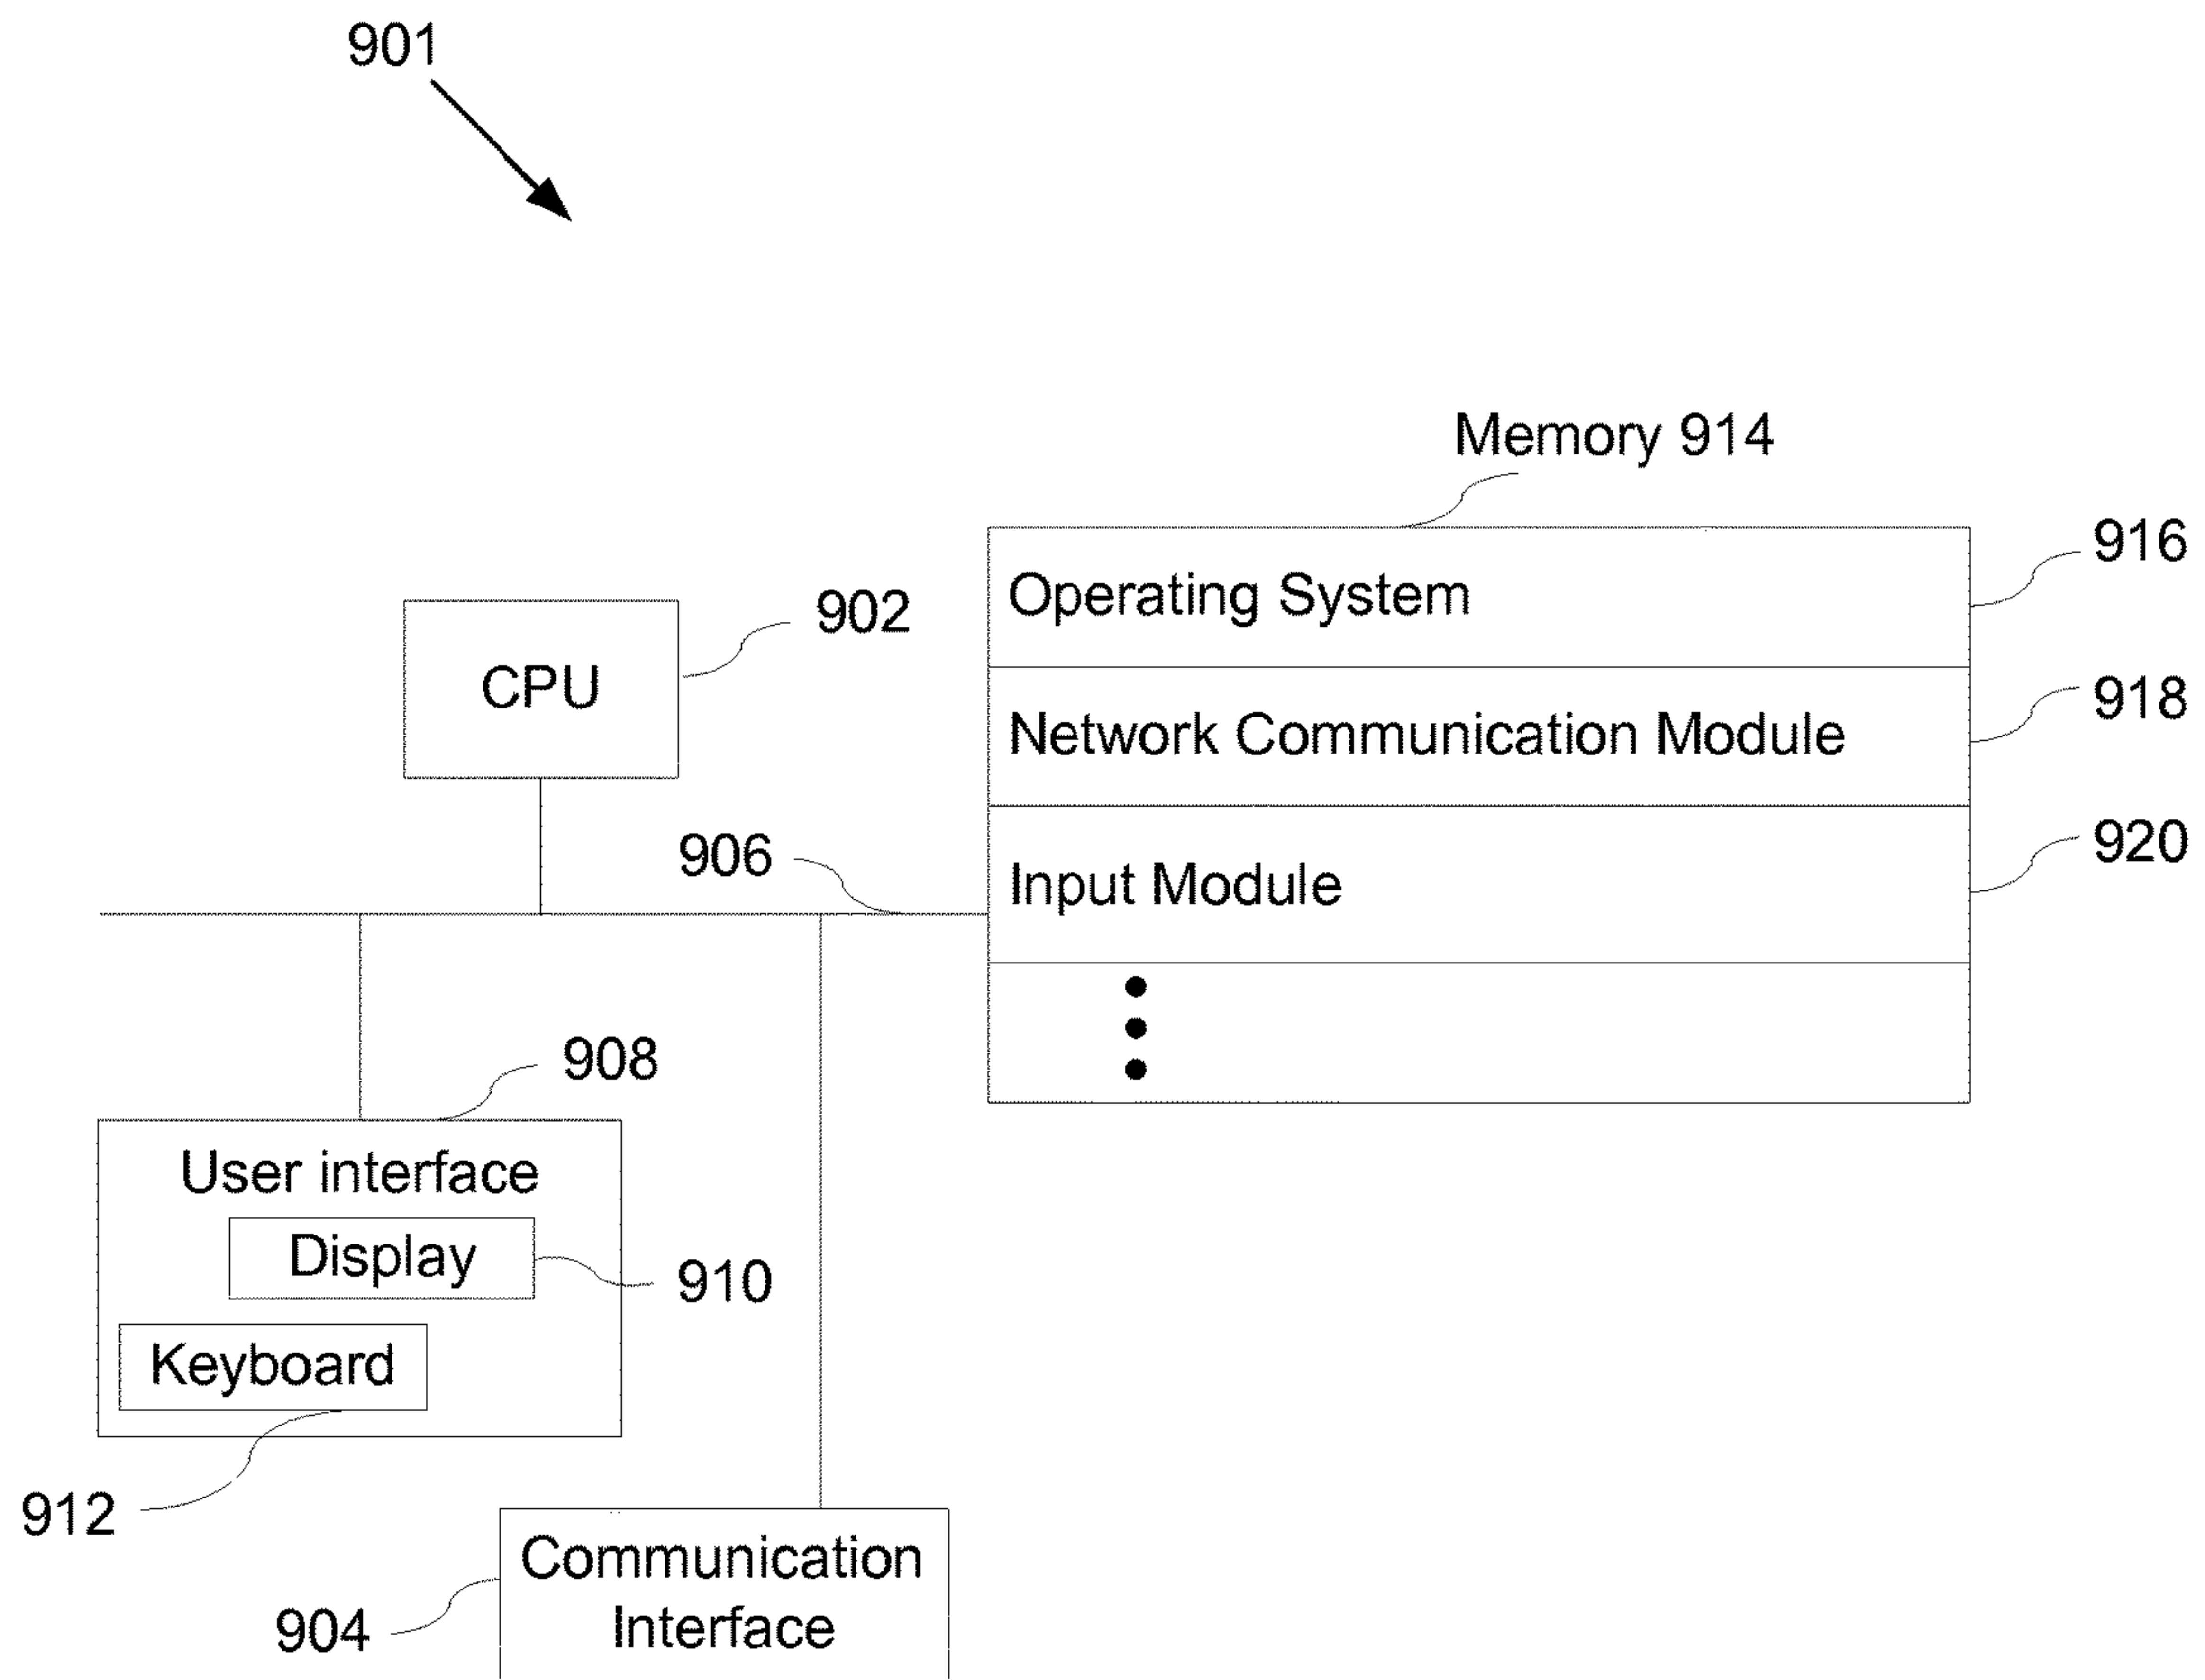 901
Memory 914
Operating System
916
CPU
902
Network Communication Module
918
906
Input Module
920
908
User interface
Display
910
Keyboard
912
Communication
Interface
904